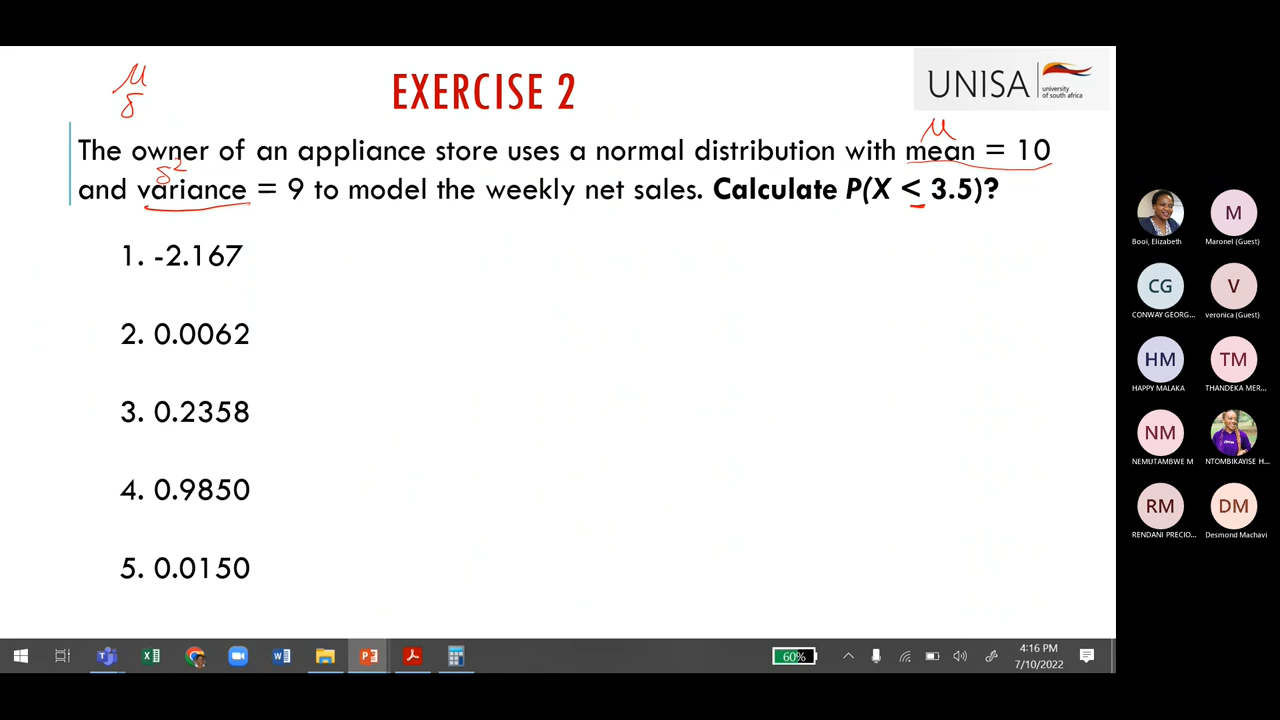 μ
δ
EXERCISE 2
UNISA
university
of south africa
μ
The owner of an appliance store uses a normal distribution with mean = 10
δ²
and variance = 9 to model the weekly net sales. Calculate P(X < 3.5)?
1. -2.167
2. 0.0062
3. 0.2358
4. 0.9850
5. 0.0150
Booi, Elizabeth
M
Maronel (Guest)
CG
CONWAY GEORG...
V
veronica (Guest)
HM
HAPPY MALAKA
TM
THANDEKA MER...
NM
NEMUTAMBWE M
NTOMBIKAYISE H...
RM
RENDANI PRECIO...
DM
Desmond Machavi
60%
4:16 PM
7/10/2022